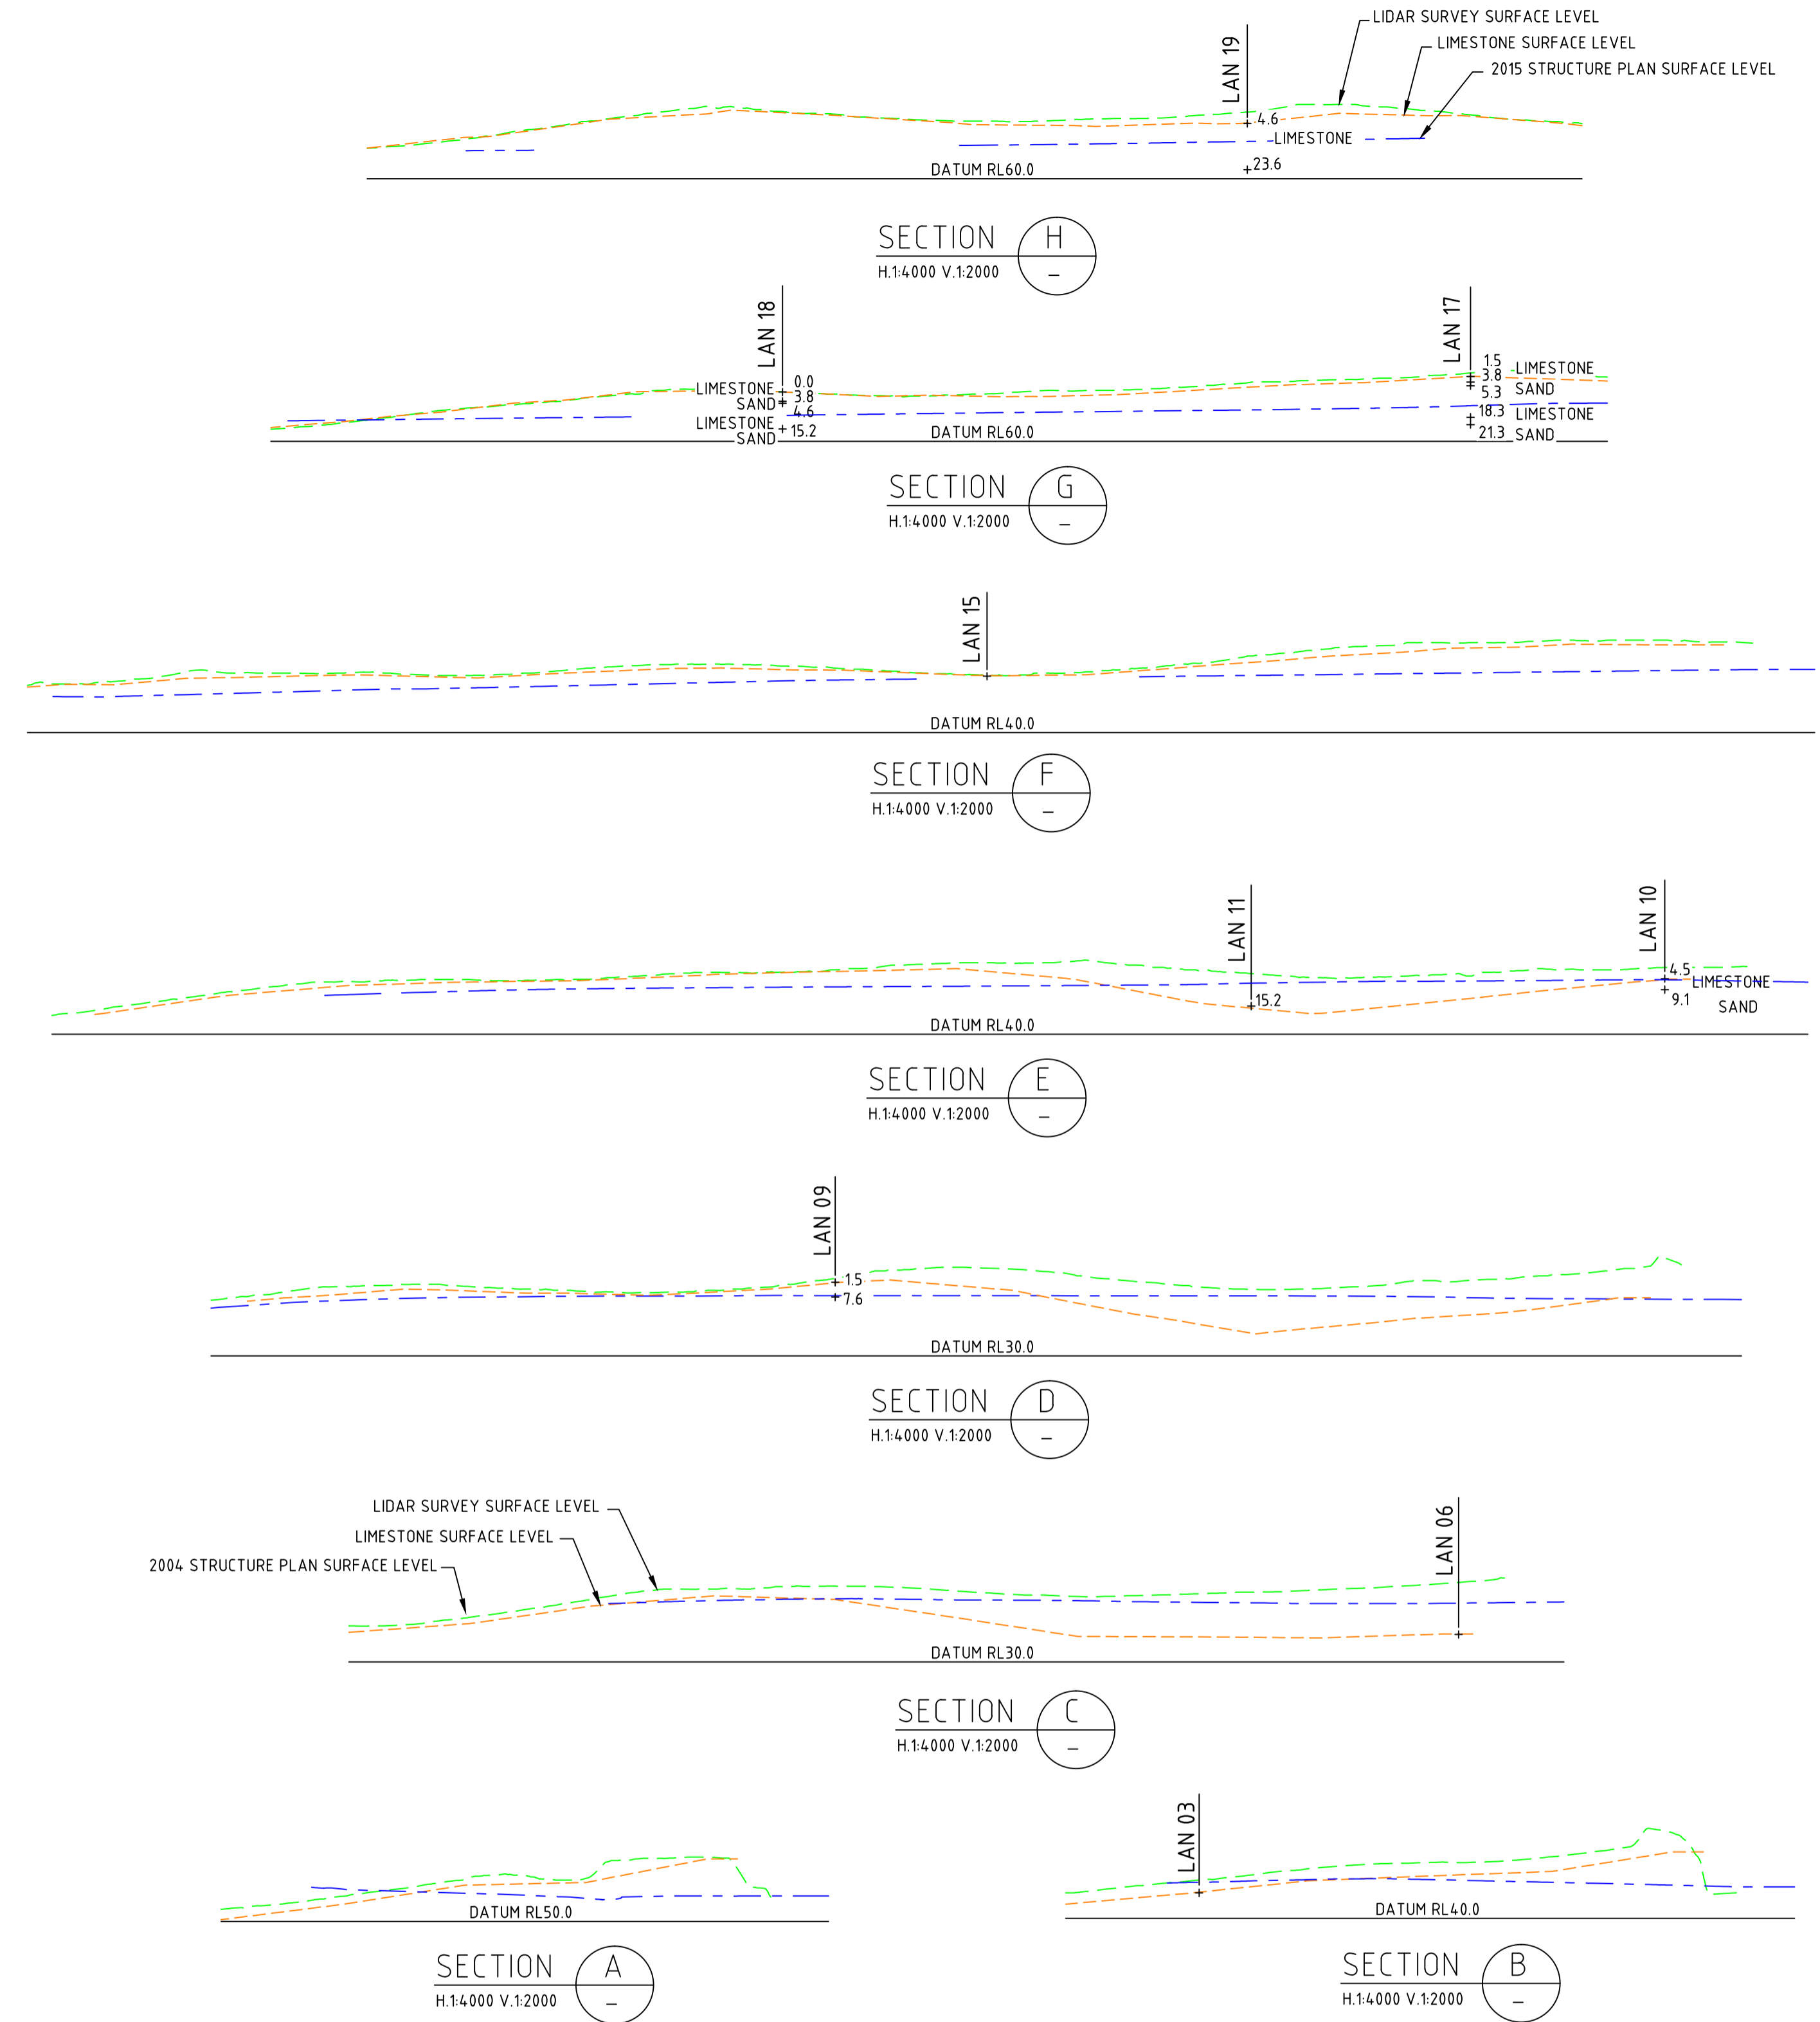 LIDAR SURVEY SURFACE LEVEL
LIMESTONE SURFACE LEVEL
2015 STRUCTURE PLAN SURFACE LEVEL
LAN 19
4.6
LIMESTONE
23.6
DATUM RL60.0
SECTION H
H.1:4000 V.1:2000
–
LAN 18
LAN 17
LIMESTONE
0.0
SAND
3.8
4.6
LIMESTONE
15.2
SAND
1.5
LIMESTONE
3.8
SAND
5.3
18.3
LIMESTONE
21.3
SAND
DATUM RL60.0
SECTION G
H.1:4000 V.1:2000
–
LAN 15
DATUM RL40.0
SECTION F
H.1:4000 V.1:2000
–
LAN 11
LAN 10
15.2
4.5
LIMESTONE
9.1
SAND
DATUM RL40.0
SECTION E
H.1:4000 V.1:2000
–
LAN 09
1.5
7.6
DATUM RL30.0
SECTION D
H.1:4000 V.1:2000
–
LIDAR SURVEY SURFACE LEVEL
LIMESTONE SURFACE LEVEL
2004 STRUCTURE PLAN SURFACE LEVEL
LAN 06
DATUM RL30.0
SECTION C
H.1:4000 V.1:2000
–
DATUM RL50.0
SECTION A
H.1:4000 V.1:2000
–
LAN 03
DATUM RL40.0
SECTION B
H.1:4000 V.1:2000
–